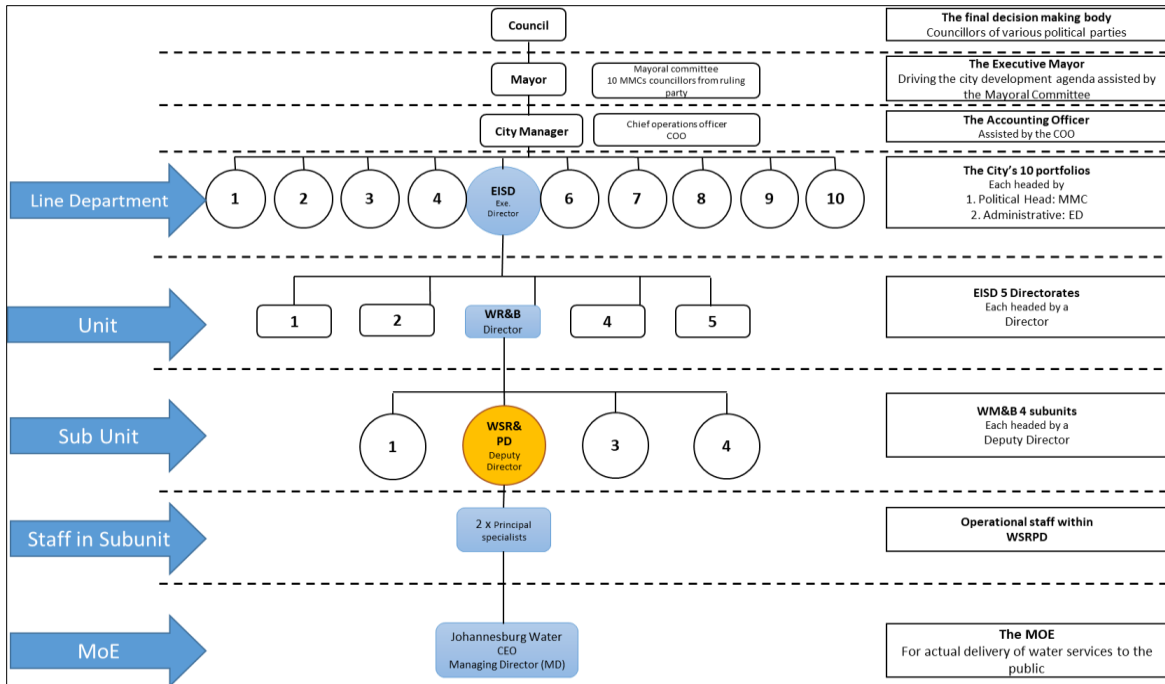 Council
The final decision making body
Councillors of various political parties
Mayor
Mayoral committee
10 MMCs councillors from ruling
party
The Executive Mayor
Driving the city development agenda assisted
by the Mayoral Committee
City Manager
Chief operations officer
COO
The Accounting Officer
Assisted by the COO
Line Department
1
2
3
4
EISD
Exe.
Director
6
7
8
9
10
The City's 10 portfolios
Each headed by
1. Political Head: MMC
2. Administrative: ED
Unit
1
2
WR&B
Director
4
5
EISD 5 Directorates
Each headed by a
Director
Sub Unit
1
WSR&
PD
Deputy
Director
3
4
WM&B 4 subunits
Each headed by a
Deputy Director
Staff in Subunit
2 x Principal
specialists
Operational staff within
WSRPD
MoE
Johannesburg Water
CEO
Managing Director (MD)
The MOE
For actual delivery of water services to the
public